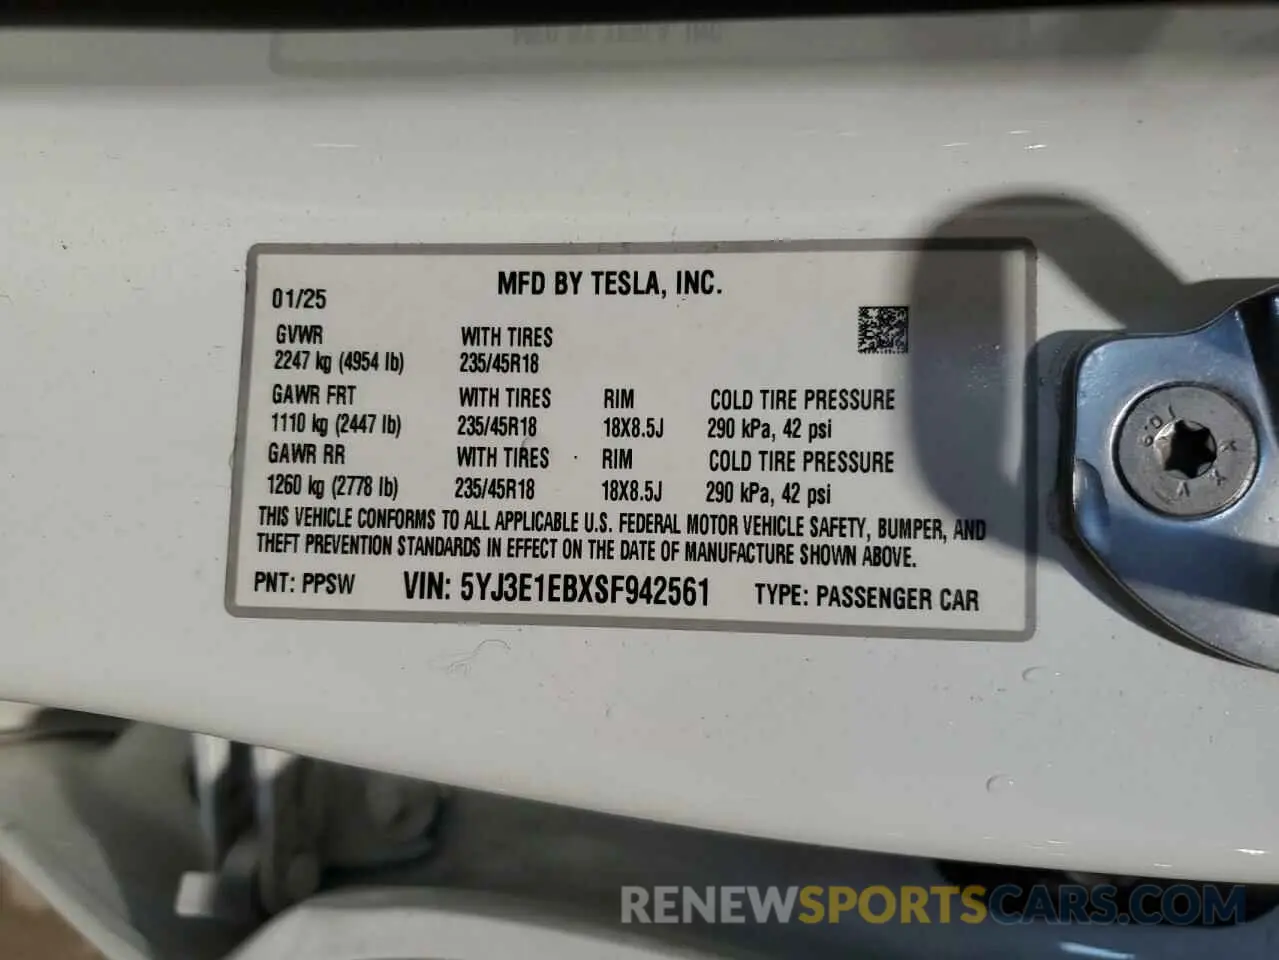 MFD BY TESLA, INC.
01/25
GVWR WITH TIRES
2247 kg (4954 lb) 235/45R18
GAWR FRT WITH TIRES RIM COLD TIRE PRESSURE
1110 kg (2447 lb) 235/45R18 18X8.5J 290 kPa, 42 psi
GAWR RR WITH TIRES RIM COLD TIRE PRESSURE
1260 kg (2778 lb) 235/45R18 18X8.5J 290 kPa, 42 psi
THIS VEHICLE CONFORMS TO ALL APPLICABLE U.S. FEDERAL MOTOR VEHICLE SAFETY, BUMPER, AND
THEFT PREVENTION STANDARDS IN EFFECT ON THE DATE OF MANUFACTURE SHOWN ABOVE.
PNT: PPSW VIN: 5YJ3E1EBXSF942561 TYPE: PASSENGER CAR
10.9
RENEWSPORTSCARS.COM